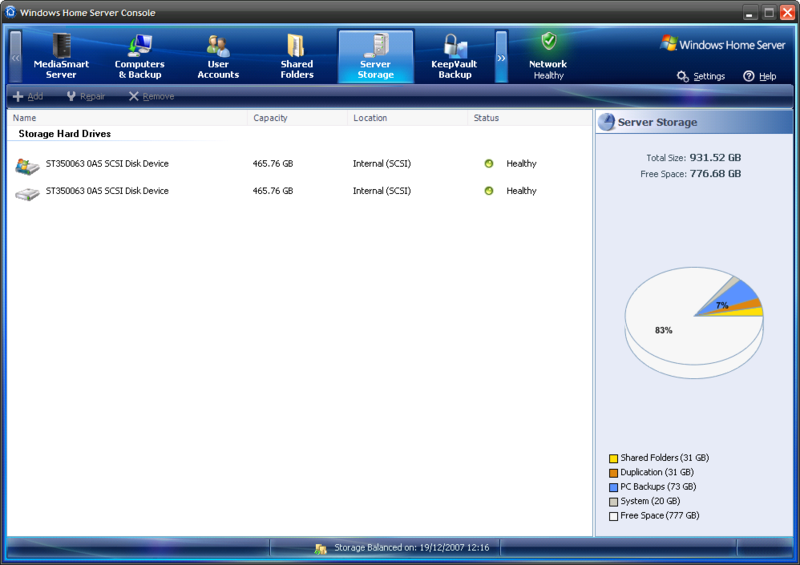 Windows Home Server Console
MediaSmart Server
Computers & Backup
User Accounts
Shared Folders
Server Storage
KeepVault Backup
Network
Healthy
Windows Home Server
Settings
Help
Add
Repair
Remove
Name Capacity Location Status
Storage Hard Drives
ST350063 0AS SCSI Disk Device 465.76 GB Internal (SCSI) Healthy
ST350063 0AS SCSI Disk Device 465.76 GB Internal (SCSI) Healthy
Server Storage
Total Size: 931.52 GB
Free Space: 776.68 GB
7%
83%
Shared Folders (31 GB)
Duplication (31 GB)
PC Backups (73 GB)
System (20 GB)
Free Space (777 GB)
Storage Balanced on: 19/12/2007 12:16